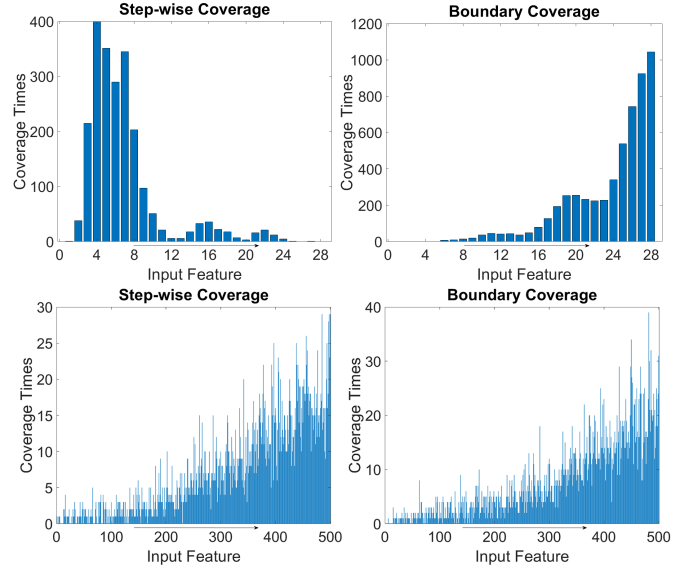 Step-wise Coverage
400
300
200
100
0
Coverage Times
0 4 8 12 16 20 24 28
Input Feature
Boundary Coverage
1200
1000
800
600
400
200
0
Coverage Times
0 4 8 12 16 20 24 28
Input Feature
Step-wise Coverage
30
25
20
15
10
5
0
Coverage Times
0 100 200 300 400 500
Input Feature
Boundary Coverage
40
30
20
10
0
Coverage Times
0 100 200 300 400 500
Input Feature